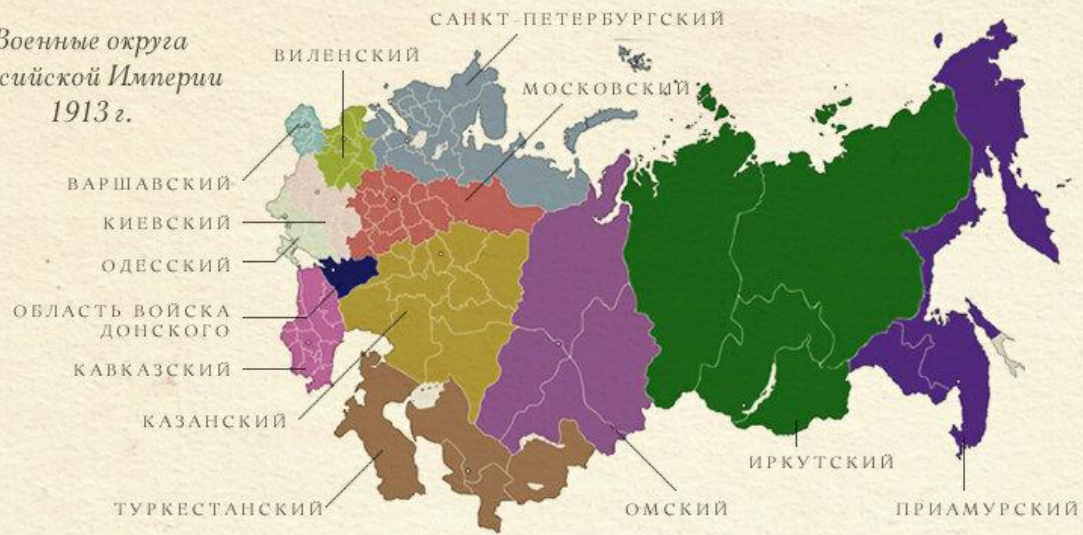 Военные округа
сийской Империи
1913 г.
САНКТ-ПЕТЕРБУРГСКИЙ
ВИЛЕНСКИЙ
МОСКОВСКИЙ
ВАРШАВСКИЙ
КИЕВСКИЙ
ОДЕССКИЙ
ОБЛАСТЬ ВОЙСКА
ДОНСКОГО
КАВКАЗСКИЙ
КАЗАНСКИЙ
ТУРКЕСТАНСКИЙ
ИРКУТСКИЙ
ОМСКИЙ
ПРИАМУРСКИЙ